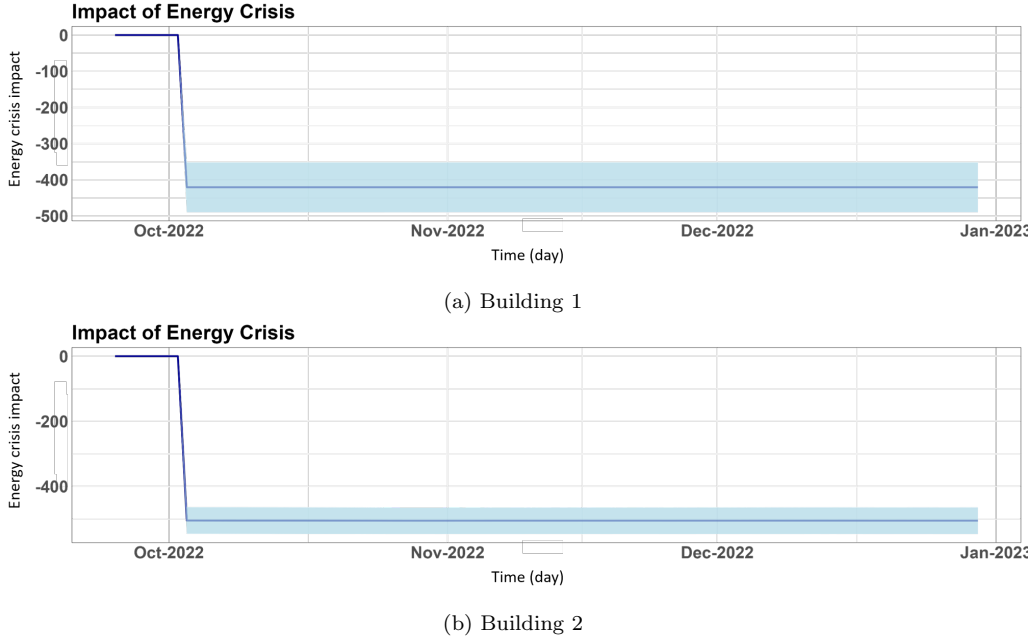 Impact of Energy Crisis
Energy crisis impact
0
-100
-200
-300
-400
-500
Oct-2022 Nov-2022 Dec-2022 Jan-2023
Time (day)
(a) Building 1
Impact of Energy Crisis
Energy crisis impact
0
-200
-400
Oct-2022 Nov-2022 Dec-2022 Jan-2023
Time (day)
(b) Building 2